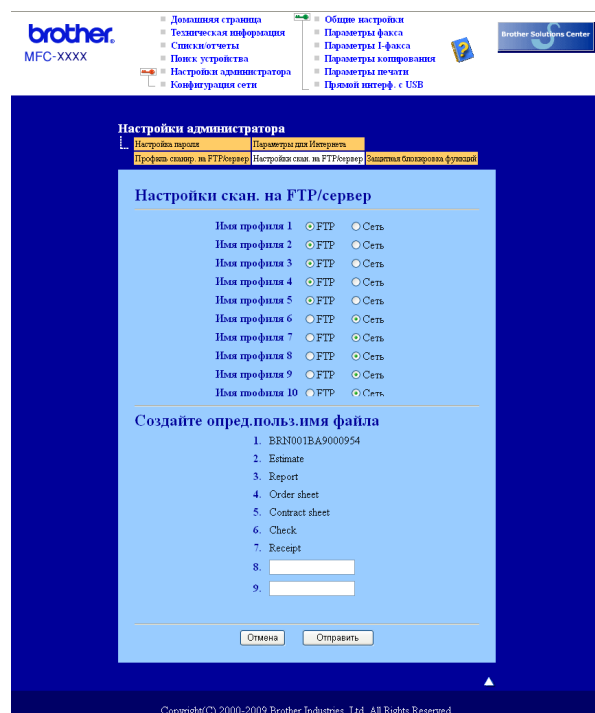 brother.
MFC-XXXX
Домашняя страница
Техническая информация
Списки/отчеты
Поиск устройства
Настройки администратора
Конфигурация сети
Общие настройки
Параметры факса
Параметры I-факса
Параметры копирования
Параметры печати
Прямой интерф. с USB
Brother Solutions Center
Настройки администратора
Настройка пароля Параметры для Интернета
Профиль сканир. на FTP/сервер Настройки скан. на FTP/сервер Защитная блокировка функций
Настройки скан. на FTP/сервер
Имя профиля 1 FTP Сеть
Имя профиля 2 FTP Сеть
Имя профиля 3 FTP Сеть
Имя профиля 4 FTP Сеть
Имя профиля 5 FTP Сеть
Имя профиля 6 FTP Сеть
Имя профиля 7 FTP Сеть
Имя профиля 8 FTP Сеть
Имя профиля 9 FTP Сеть
Имя профиля 10 FTP Сеть
Создайте опред.польз.имя файла
1. BRN001BA9000954
2. Estimate
3. Report
4. Order sheet
5. Contract sheet
6. Check
7. Receipt
8.
9.
Отмена Отправить
Copyright(C) 2000-2009 Brother Industries, Ltd. All Rights Reserved.